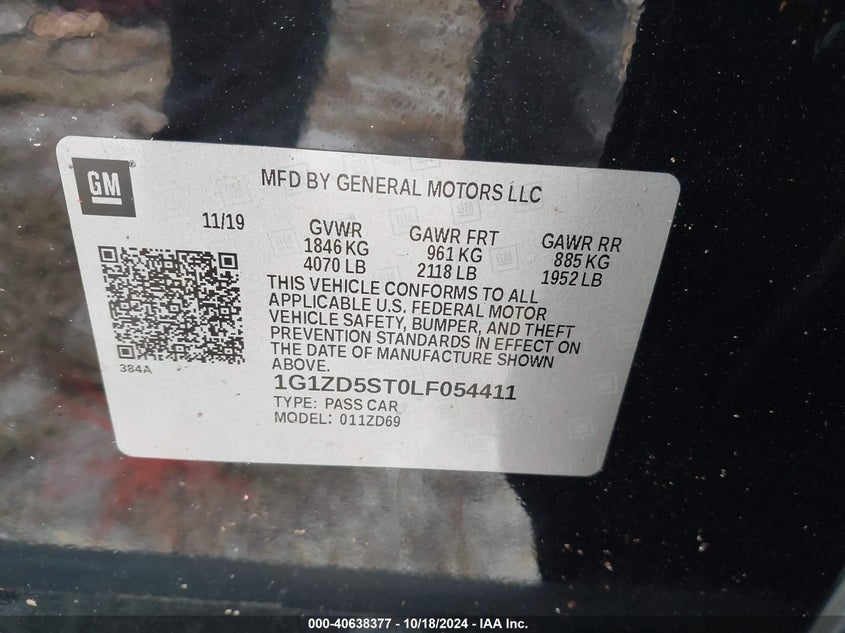 GM
MFD BY GENERAL MOTORS LLC
11/19
GVWR
1846 KG
4070 LB
GAWR FRT
961 KG
2118 LB
GAWR RR
885 KG
1952 LB
THIS VEHICLE CONFORMS TO ALL
APPLICABLE U.S. FEDERAL MOTOR
VEHICLE SAFETY, BUMPER, AND THEFT
PREVENTION STANDARDS IN EFFECT ON
THE DATE OF MANUFACTURE SHOWN
ABOVE.
384A
1G1ZD5ST0LF054411
TYPE: PASS CAR
MODEL: 011ZD69
000-40638377 - 10/18/2024 - IAA Inc.